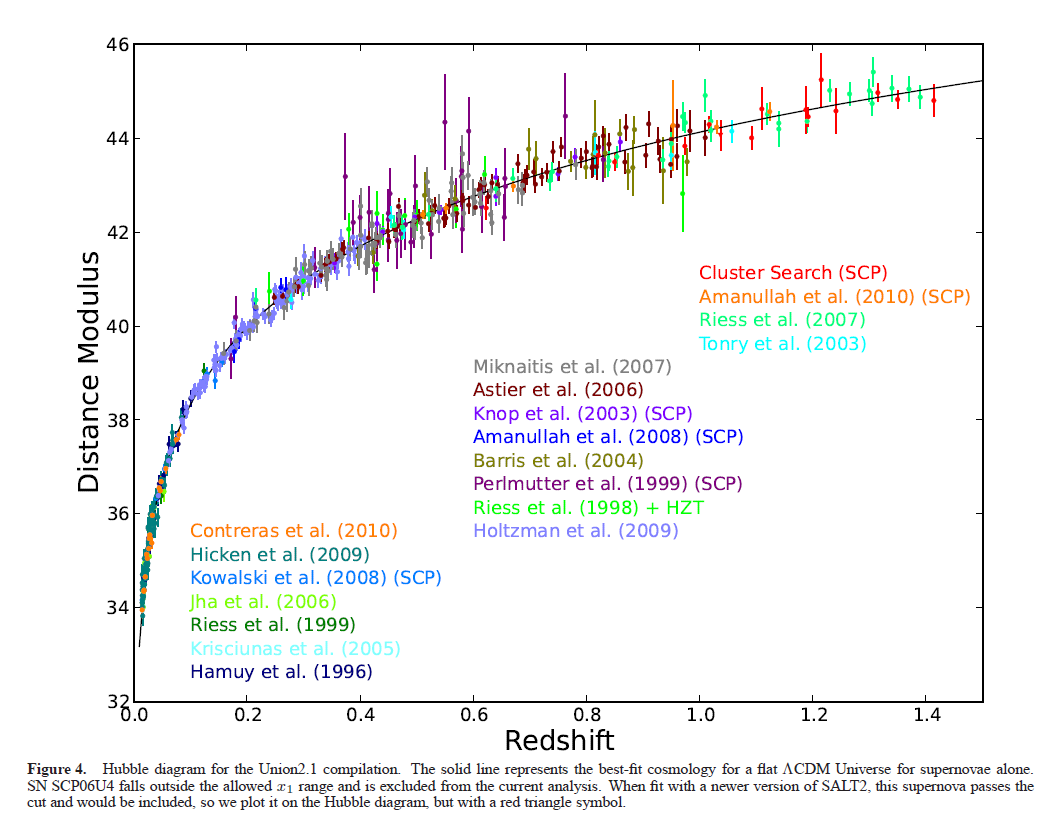 46
44
42
40
38
36
34
32
Distance Modulus
Cluster Search (SCP)
Amanullah et al. (2010) (SCP)
Riess et al. (2007)
Tonry et al. (2003)
Miknaitis et al. (2007)
Astier et al. (2006)
Knop et al. (2003) (SCP)
Amanullah et al. (2008) (SCP)
Barris et al. (2004)
Perlmutter et al. (1999) (SCP)
Riess et al. (1998) + HZT
Holtzman et al. (2009)
Contreras et al. (2010)
Hicken et al. (2009)
Kowalski et al. (2008) (SCP)
Jha et al. (2006)
Riess et al. (1999)
Krisciunas et al. (2005)
Hamuy et al. (1996)
0.0 0.2 0.4 0.6 0.8 1.0 1.2 1.4
Redshift
Figure 4. Hubble diagram for the Union2.1 compilation. The solid line represents the best-fit cosmology for a flat ΛCDM Universe for supernovae alone.
SN SCP06U4 falls outside the allowed x₁ range and is excluded from the current analysis. When fit with a newer version of SALT2, this supernova passes the
cut and would be included, so we plot it on the Hubble diagram, but with a red triangle symbol.